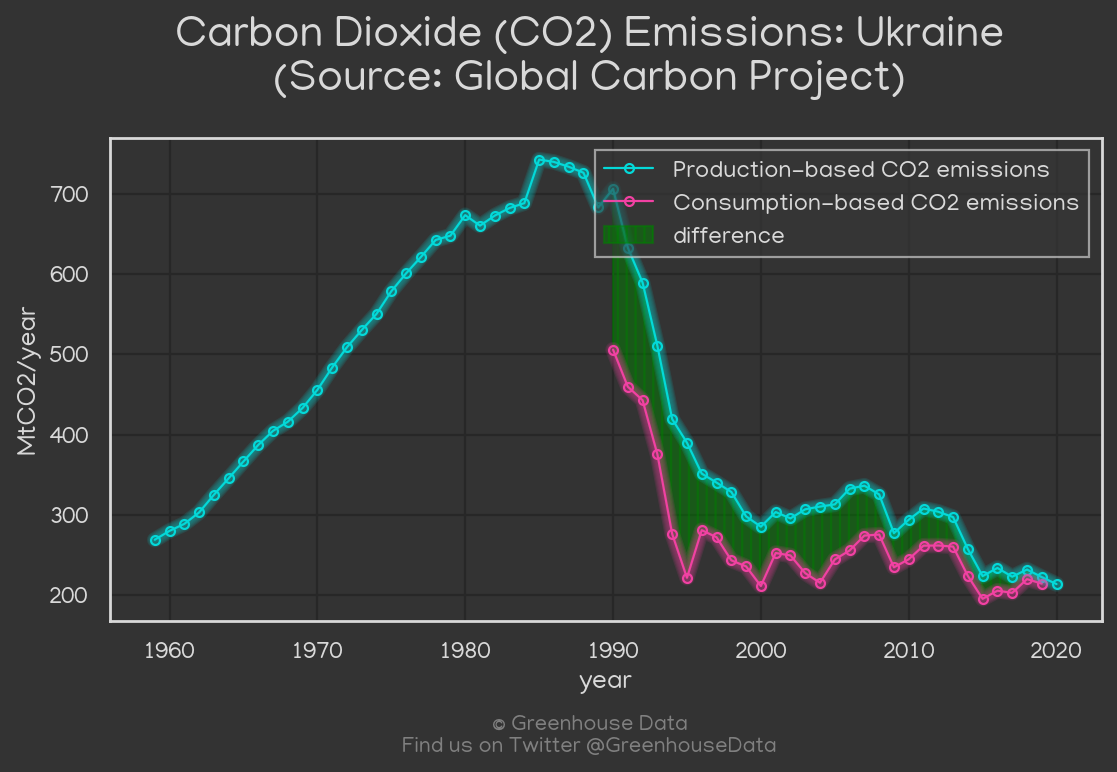 Carbon Dioxide (CO2) Emissions: Ukraine
(Source: Global Carbon Project)
Production-based CO2 emissions
Consumption-based CO2 emissions
difference
MtCO2/year
700
600
500
400
300
200
1960 1970 1980 1990 2000 2010 2020
year
© Greenhouse Data
Find us on Twitter @GreenhouseData